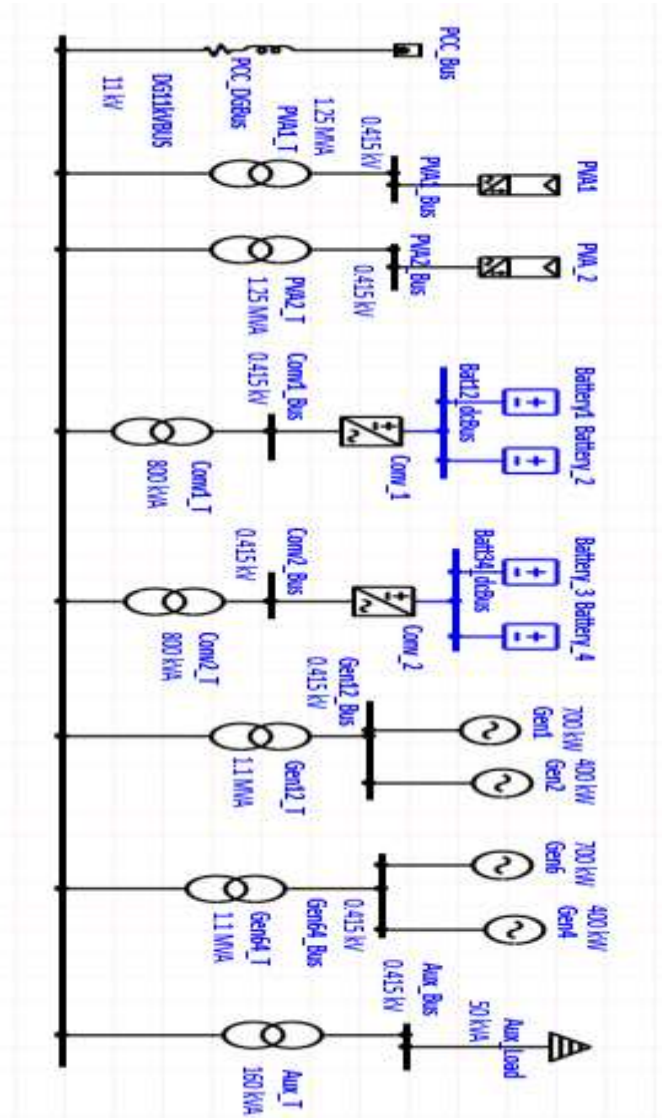 PCC_Bus
PCC_DGBus
DG11kVBUS
11 kV
PVA1
PVA1_Bus
0.415 kV
PVA1_T
1.25 MVA
PVA_2
PVA2_Bus
0.415 kV
PVA2_T
1.25 MVA
Battery1 Battery_2
Bat12_dcBus
Conv_1
Conv1_Bus
0.415 kV
Conv1_T
800 kVA
Battery_3 Battery_4
Batt34_dcBus
Conv_2
Conv2_Bus
0.415 kV
Conv2_T
800 kVA
700 kW
Gen1
400 kW
Gen2
Gen12_Bus
0.415 kV
Gen12_T
1.1 MVA
700 kW
Gen6
400 kW
Gen4
Gen64_Bus
0.415 kV
Gen64_T
1.1 MVA
Aux_Load
50 kVA
Aux_Bus
0.415 kV
Aux_T
160 kVA